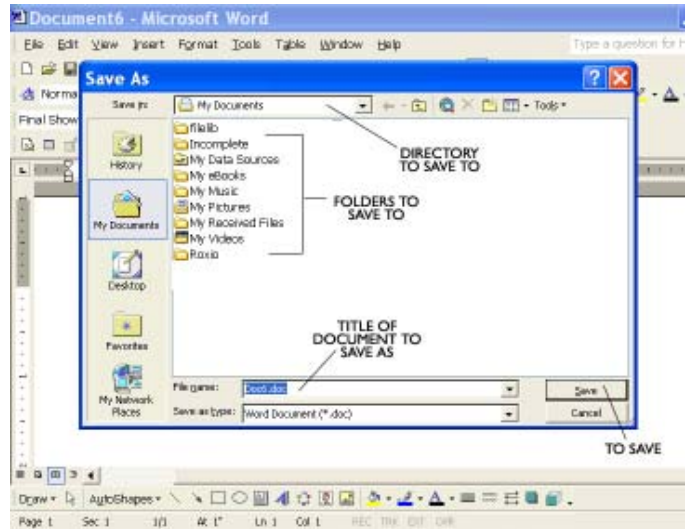 Document6 - Microsoft Word
File Edit View Insert Format Tools Table Window Help
Type a question for h
Save As
Norma
Save in:
My Documents
Tools
Final Show
filelib
Incomplete
My Data Sources
My eBooks
My Music
My Pictures
My Received Files
My Videos
Roxio
History
My Documents
Desktop
Favorites
My Network
Places
DIRECTORY
TO SAVE TO
FOLDERS TO
SAVE TO
TITLE OF
DOCUMENT TO
SAVE AS
File name:
Doc6.doc
Save
Save as type:
Word Document (*.doc)
Cancel
TO SAVE
Draw AutoShapes
Page 1 Sec 1 1/1 At 1" Ln 1 Col 1 REC TRK EXT OVR